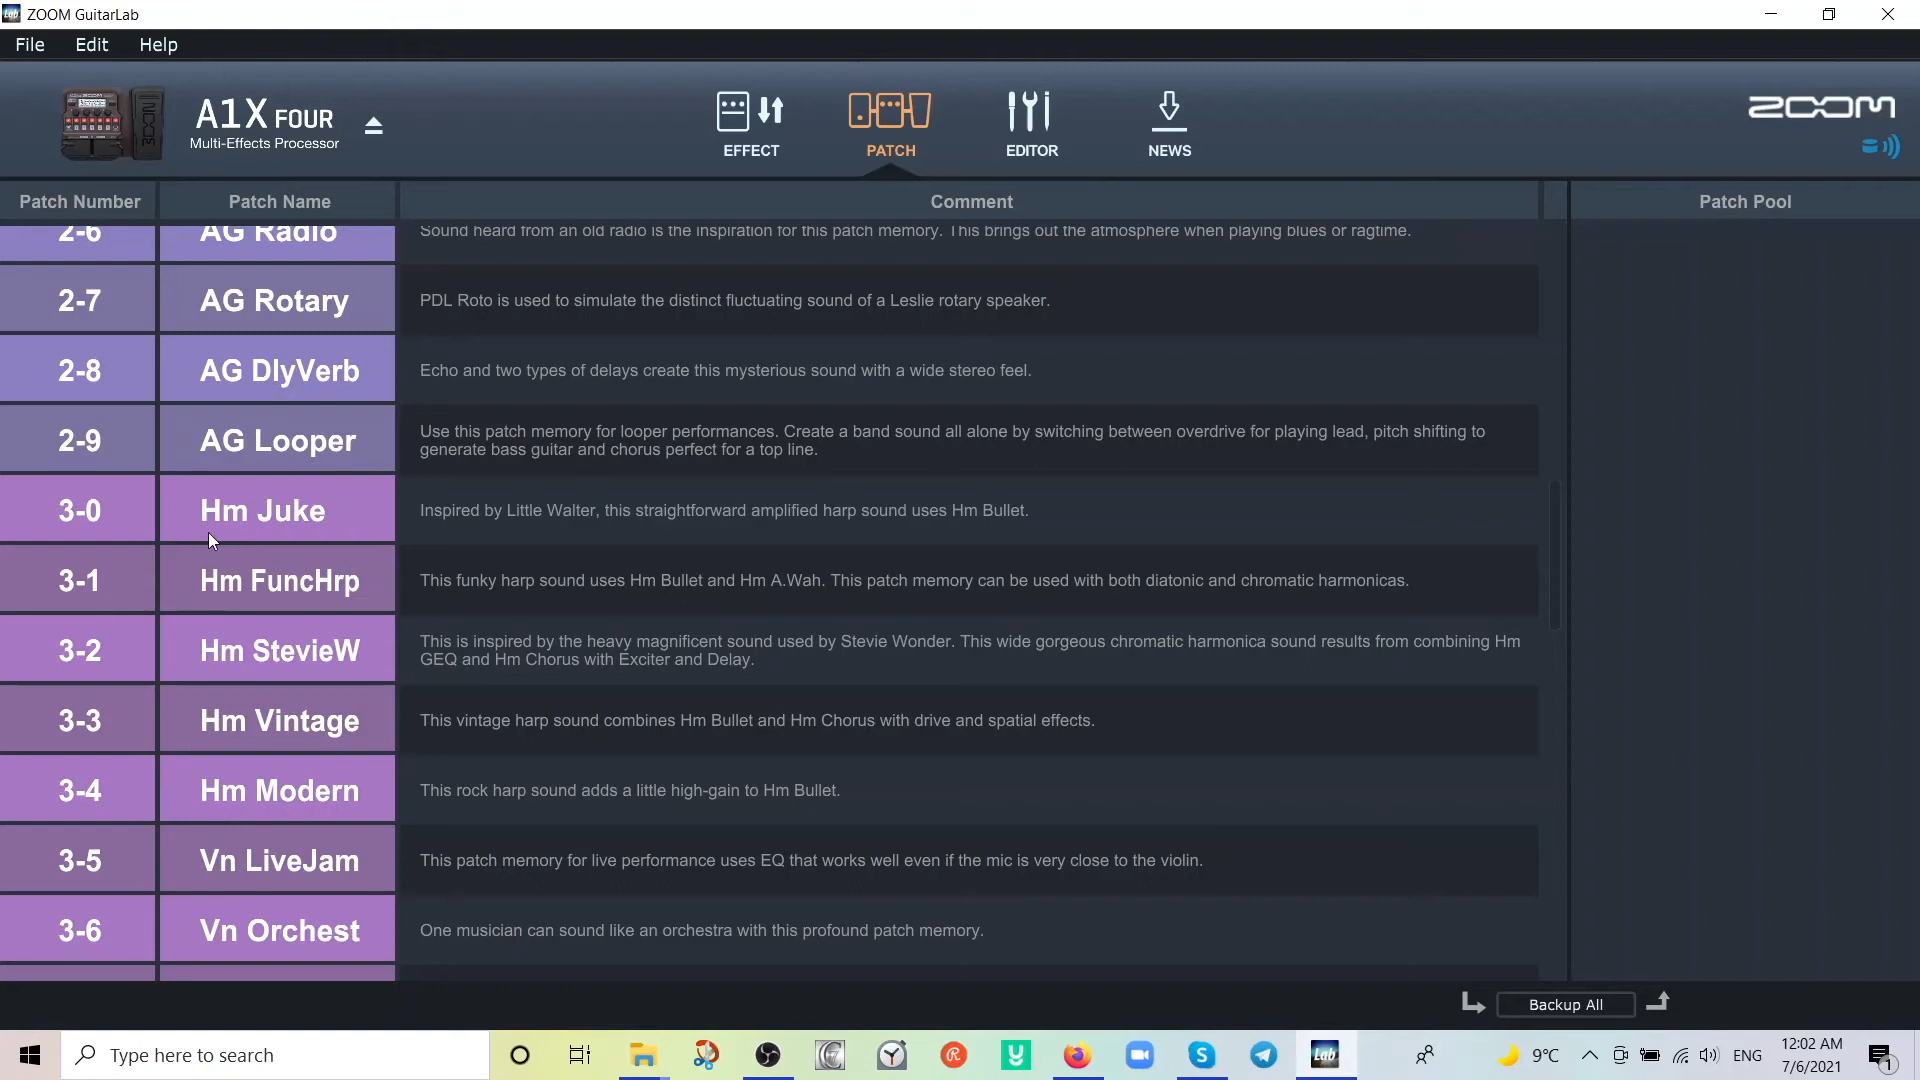 ZOOM GuitarLab
File Edit Help
A1X FOUR
Multi-Effects Processor
EFFECT
PATCH
EDITOR
NEWS
ZOOM
Patch Number Patch Name Comment Patch Pool
2-6 AG Radio Sound heard from an old radio is the inspiration for this patch memory. This brings out the atmosphere when playing blues or ragtime.
2-7 AG Rotary PDL Roto is used to simulate the distinct fluctuating sound of a Leslie rotary speaker.
2-8 AG DlyVerb Echo and two types of delays create this mysterious sound with a wide stereo feel.
2-9 AG Looper Use this patch memory for looper performances. Create a band sound all alone by switching between overdrive for playing lead, pitch shifting to
generate bass guitar and chorus perfect for a top line.
3-0 Hm Juke Inspired by Little Walter, this straightforward amplified harp sound uses Hm Bullet.
3-1 Hm FuncHrp This funky harp sound uses Hm Bullet and Hm A.Wah. This patch memory can be used with both diatonic and chromatic harmonicas.
3-2 Hm StevieW This is inspired by the heavy magnificent sound used by Stevie Wonder. This wide gorgeous chromatic harmonica sound results from combining Hm
GEQ and Hm Chorus with Exciter and Delay.
3-3 Hm Vintage This vintage harp sound combines Hm Bullet and Hm Chorus with drive and spatial effects.
3-4 Hm Modern This rock harp sound adds a little high-gain to Hm Bullet.
3-5 Vn LiveJam This patch memory for live performance uses EQ that works well even if the mic is very close to the violin.
3-6 Vn Orchest One musician can sound like an orchestra with this profound patch memory.
Backup All
Type here to search
Lab
9°C
ENG
12:02 AM
7/6/2021
1